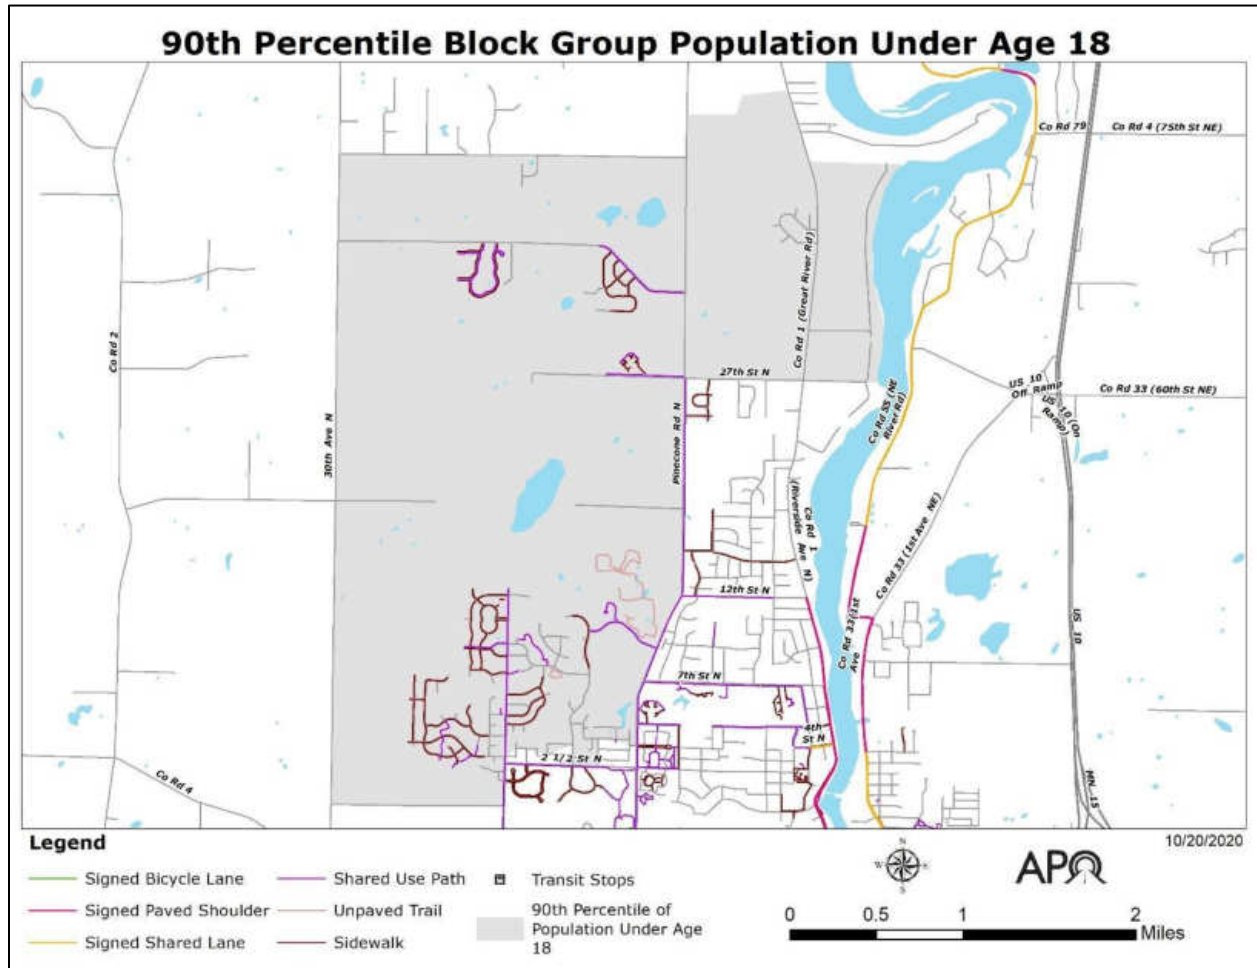 90th Percentile Block Group Population Under Age 18
Co Rd 79
Co Rd 4 (75th St NE)
Co Rd 1 (Great River Rd)
Co Rd 2
30th Ave N
Pinecone Rd N
27th St N
Co Rd 55 (NE
River Rd)
US 10
Off Ramp
US 10 (On
Ramp)
Co Rd 33 (60th St NE)
Co Rd 1
(Riverside Ave N)
Co Rd 33 (1st Ave NE)
12th St N
Co Rd 33(1st
Ave
US 10
7th St N
4th
St N
2 1/2 St N
Co Rd 4
MN 15
10/20/2020
Legend
Signed Bicycle Lane
Signed Paved Shoulder
Signed Shared Lane
Shared Use Path
Unpaved Trail
Sidewalk
Transit Stops
90th Percentile of
Population Under Age
18
N
W
E
S
APO
0 0.5 1 2
Miles